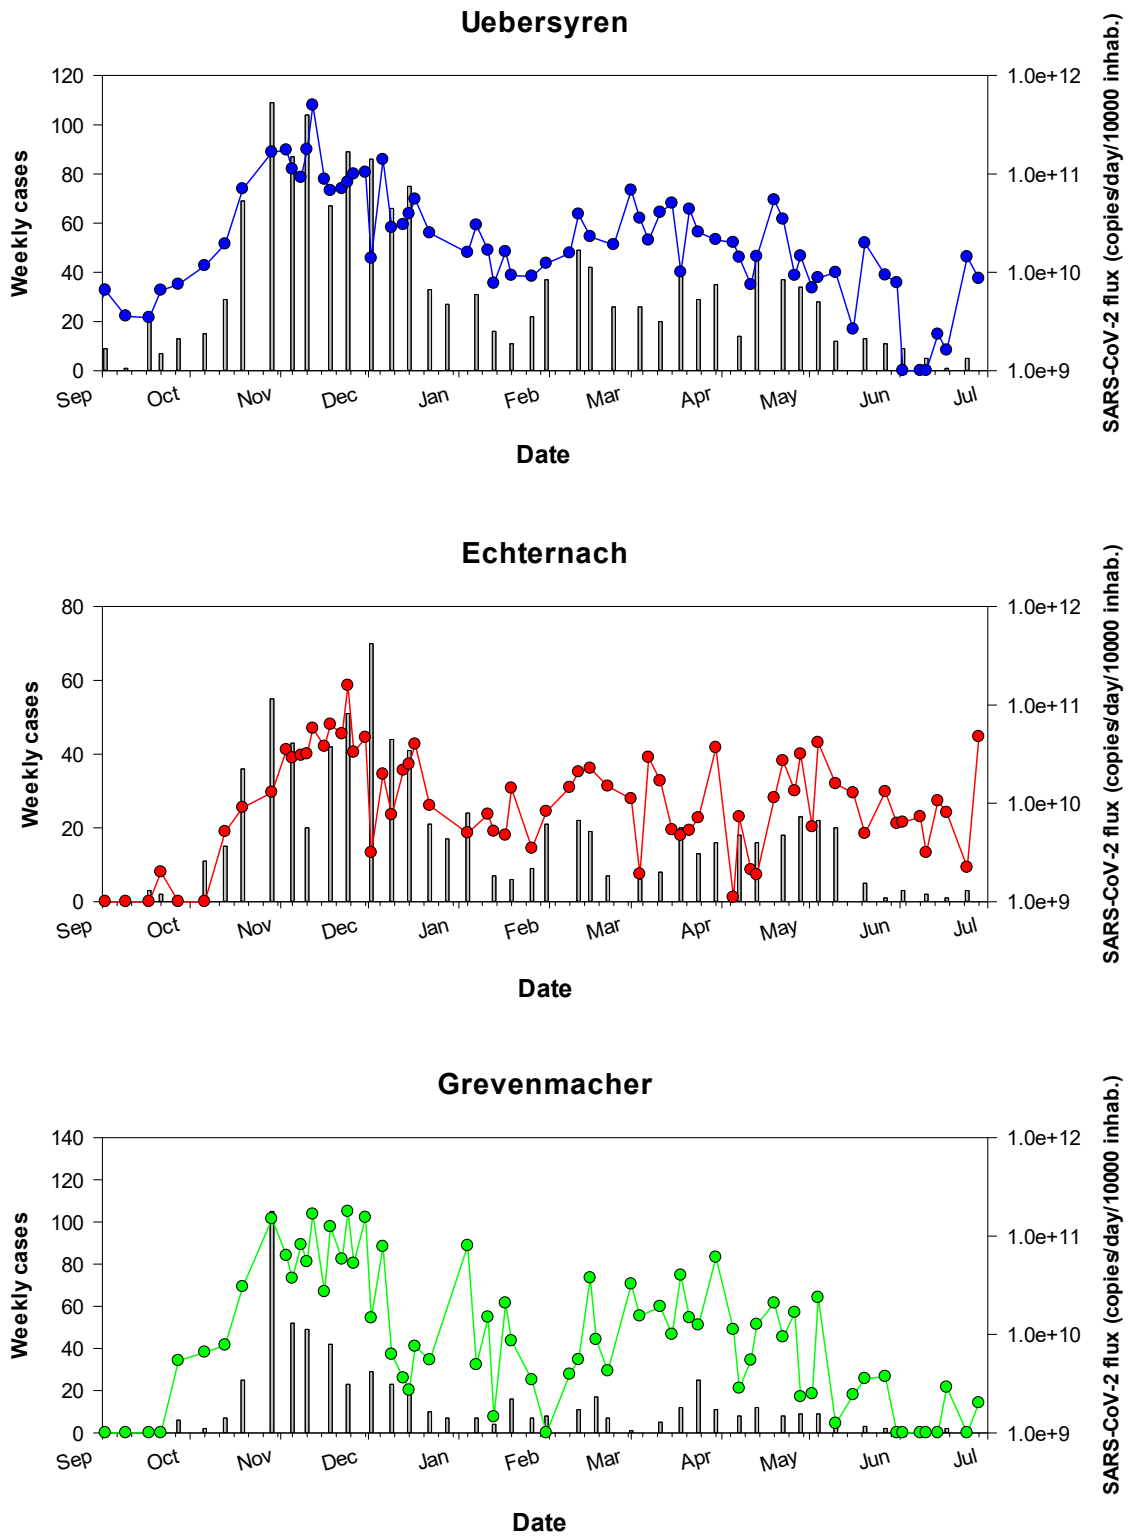 Uebersyren
120
100
80
60
40
20
0
Weekly cases
1.0e+12
1.0e+11
1.0e+10
1.0e+9
SARS-CoV-2 flux (copies/day/10000 inhab.)
Sep Oct Nov Dec Jan Feb Mar Apr May Jun Jul
Date
Echternach
80
60
40
20
0
Weekly cases
1.0e+12
1.0e+11
1.0e+10
1.0e+9
SARS-CoV-2 flux (copies/day/10000 inhab.)
Sep Oct Nov Dec Jan Feb Mar Apr May Jun Jul
Date
Grevenmacher
140
120
100
80
60
40
20
0
Weekly cases
1.0e+12
1.0e+11
1.0e+10
1.0e+9
SARS-CoV-2 flux (copies/day/10000 inhab.)
Sep Oct Nov Dec Jan Feb Mar Apr May Jun Jul
Date